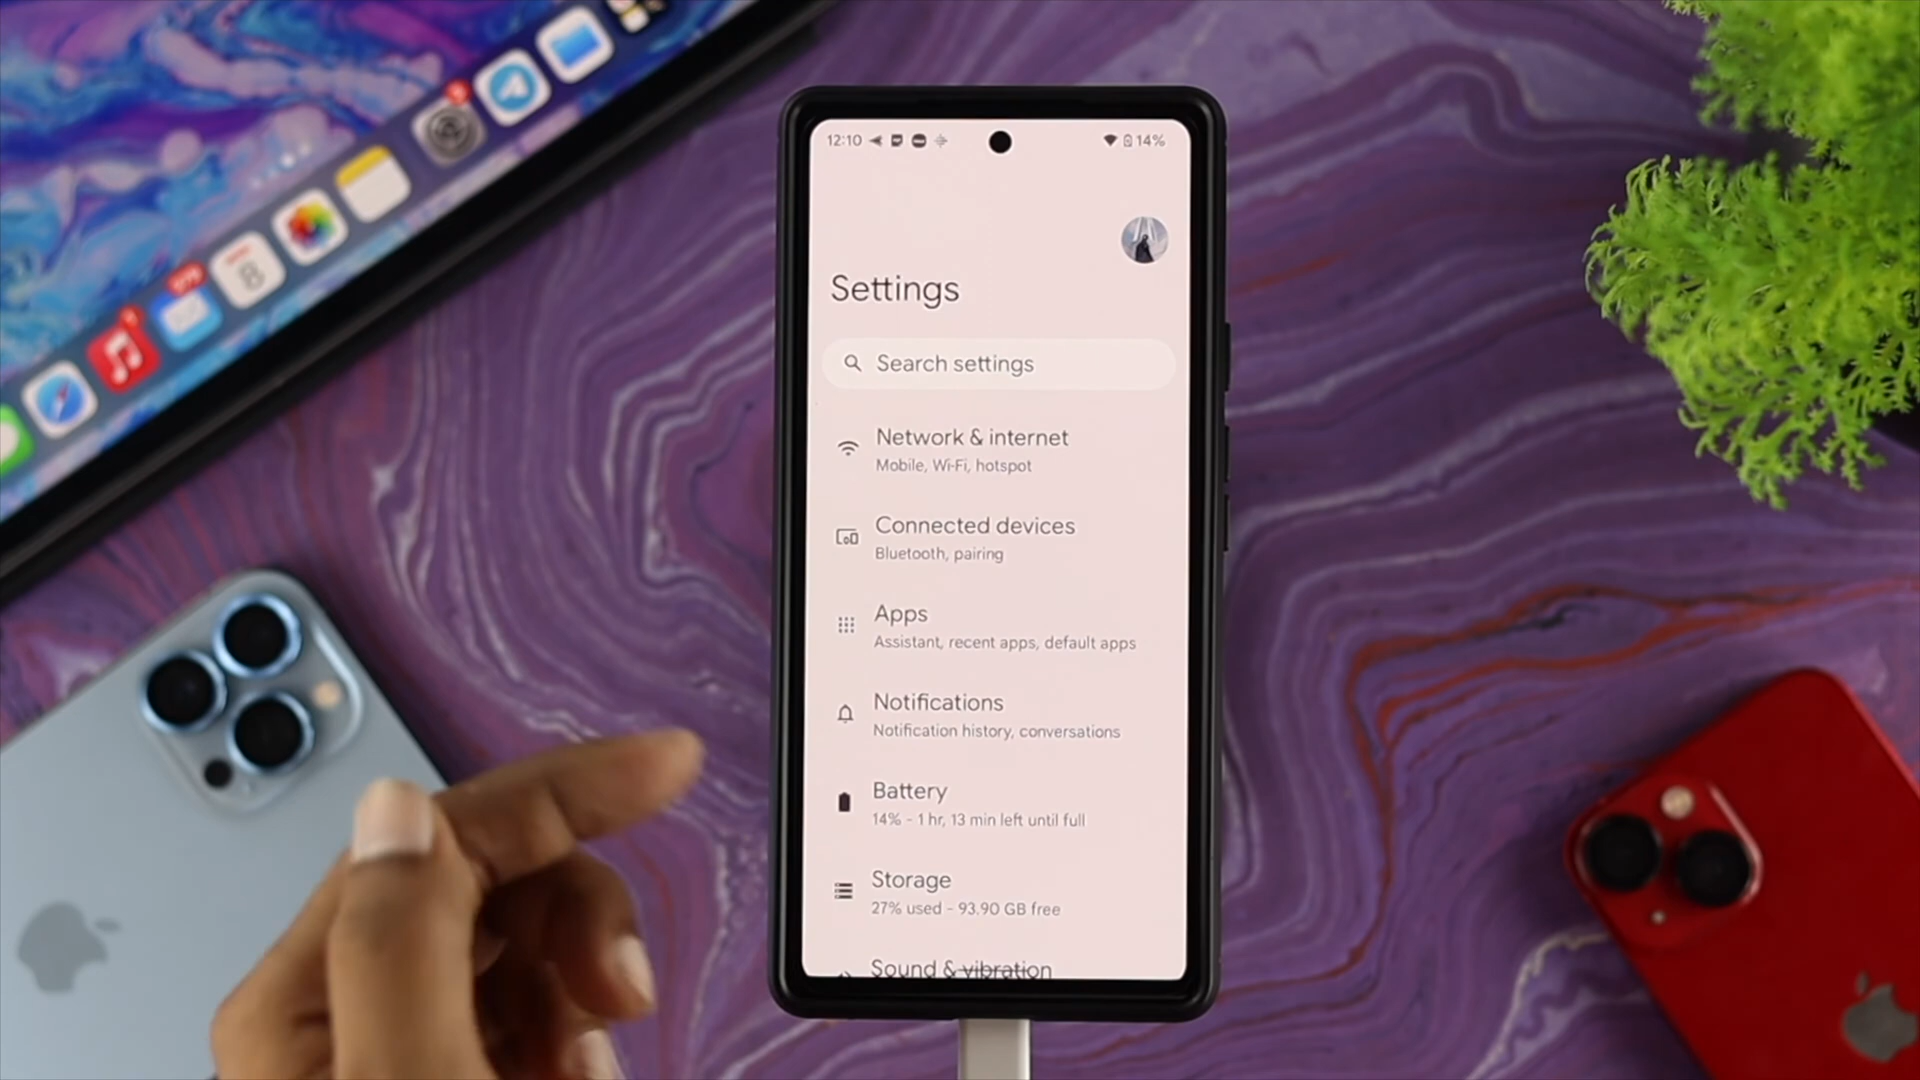 12:10
14%
Settings
Search settings
Network & internet
Mobile, Wi-Fi, hotspot
Connected devices
Bluetooth, pairing
Apps
Assistant, recent apps, default apps
Notifications
Notification history, conversations
Battery
14% - 1 hr, 13 min left until full
Storage
27% used - 93.90 GB free
Sound & vibration
8